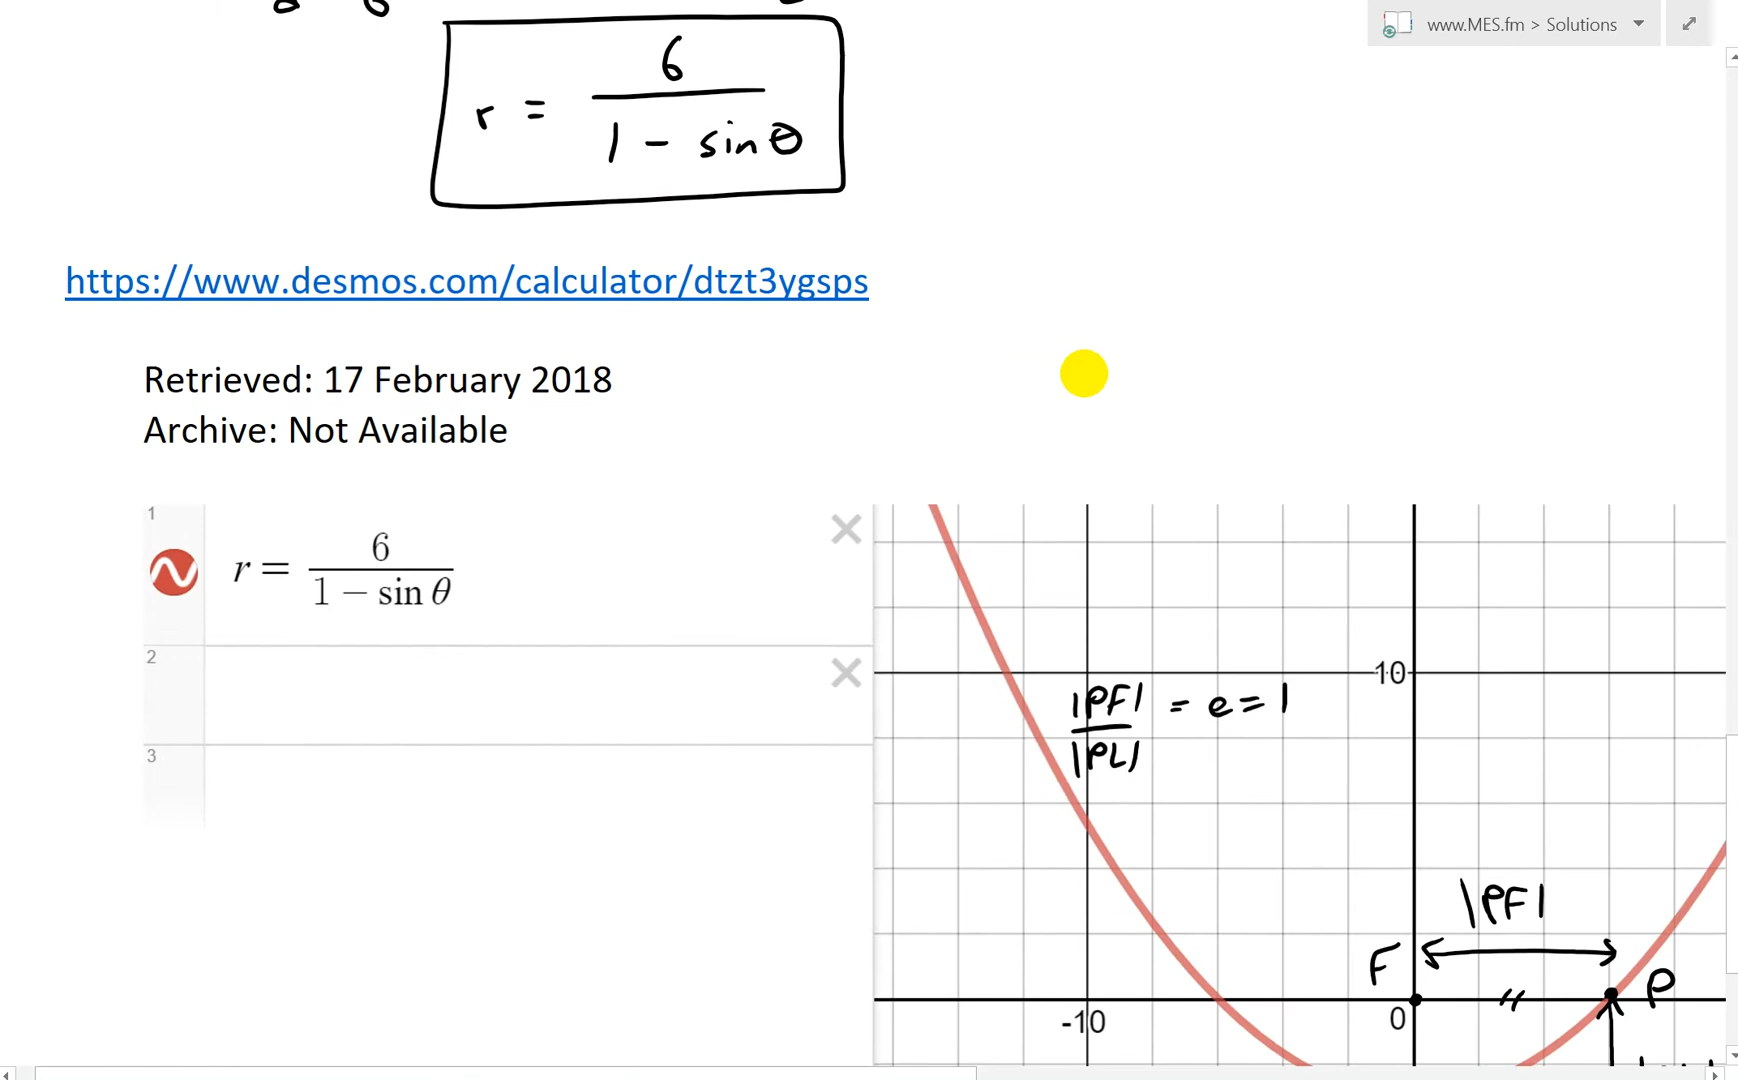 www.MES.fm > Solutions
r = 6 / (1 - sin θ)
https://www.desmos.com/calculator/dtzt3ygsps
Retrieved: 17 February 2018
Archive: Not Available
1
r = 6 / (1 − sin θ)
2
3
10
|PF| / |PL| = e = 1
|PF|
F
P
-10
0